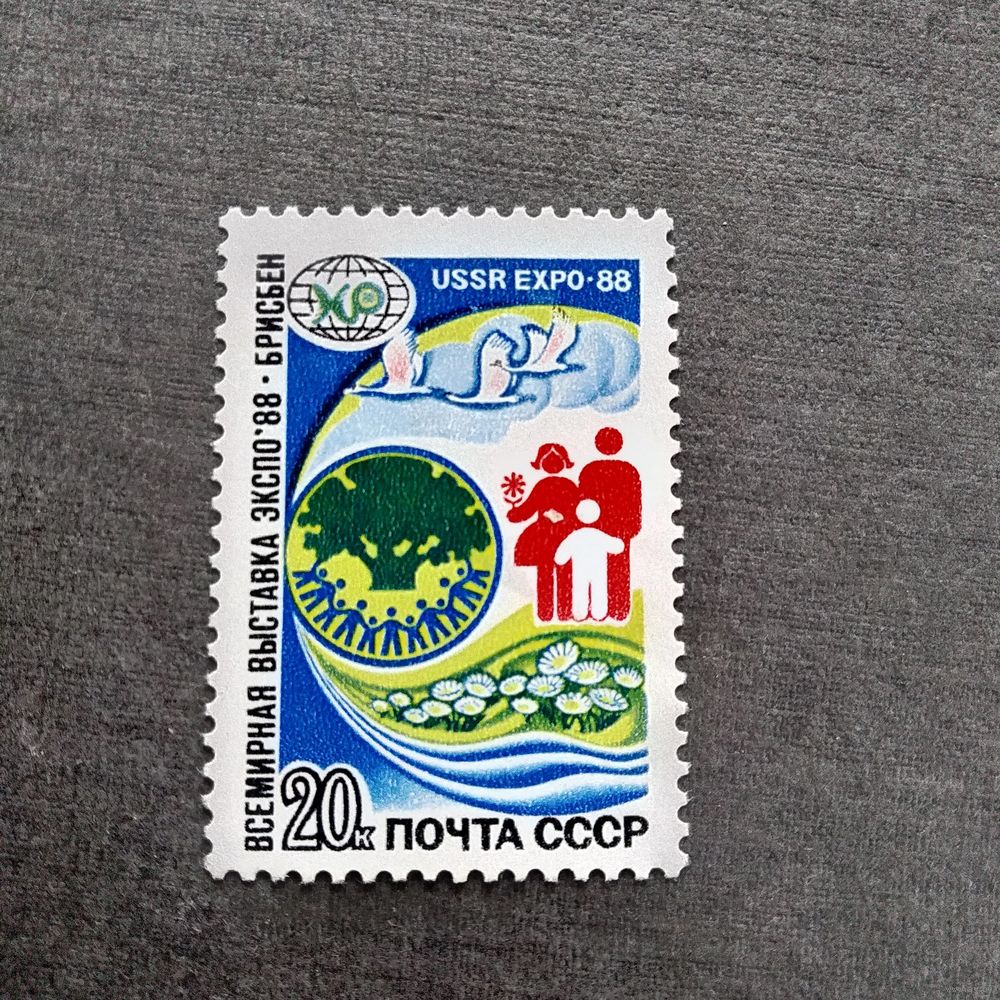 ВСЕМИРНАЯ ВЫСТАВКА ЭКСПО'88 • БРИСБЕН
USSR EXPO•88
20к ПОЧТА СССР